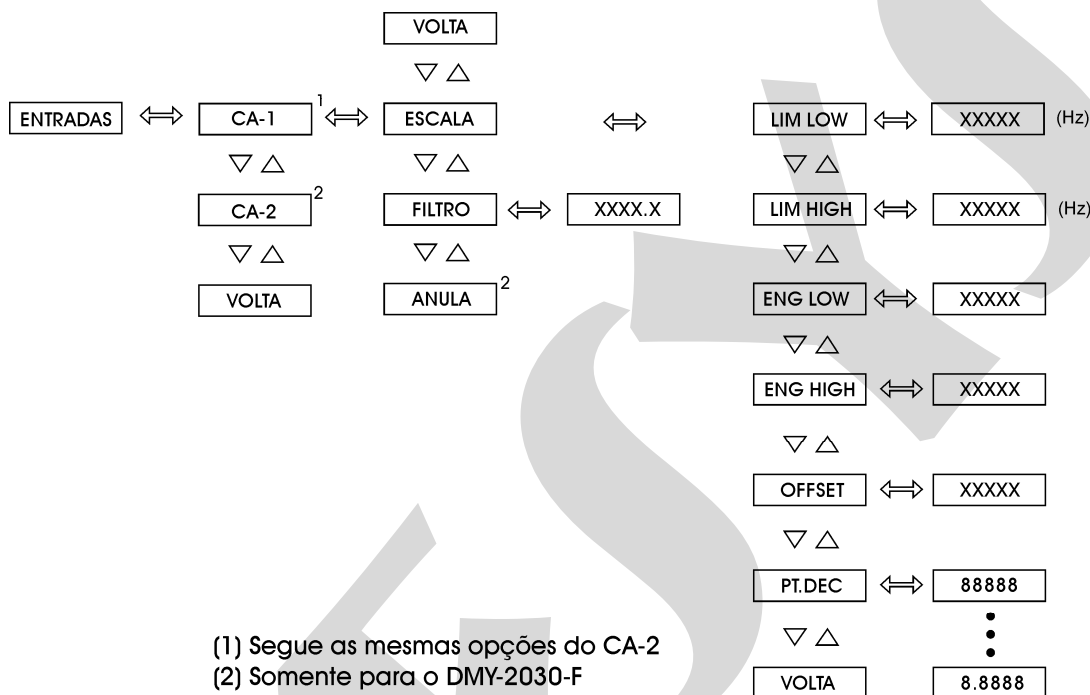 VOLTA
ENTRADAS CA-1 1 ESCALA LIM LOW XXXXX (Hz)
CA-2 2 FILTRO XXXX.X LIM HIGH XXXXX (Hz)
VOLTA ANULA 2 ENG LOW XXXXX
ENG HIGH XXXXX
OFFSET XXXXX
PT.DEC 88888
(1) Segue as mesmas opções do CA-2
(2) Somente para o DMY-2030-F
VOLTA 8.8888